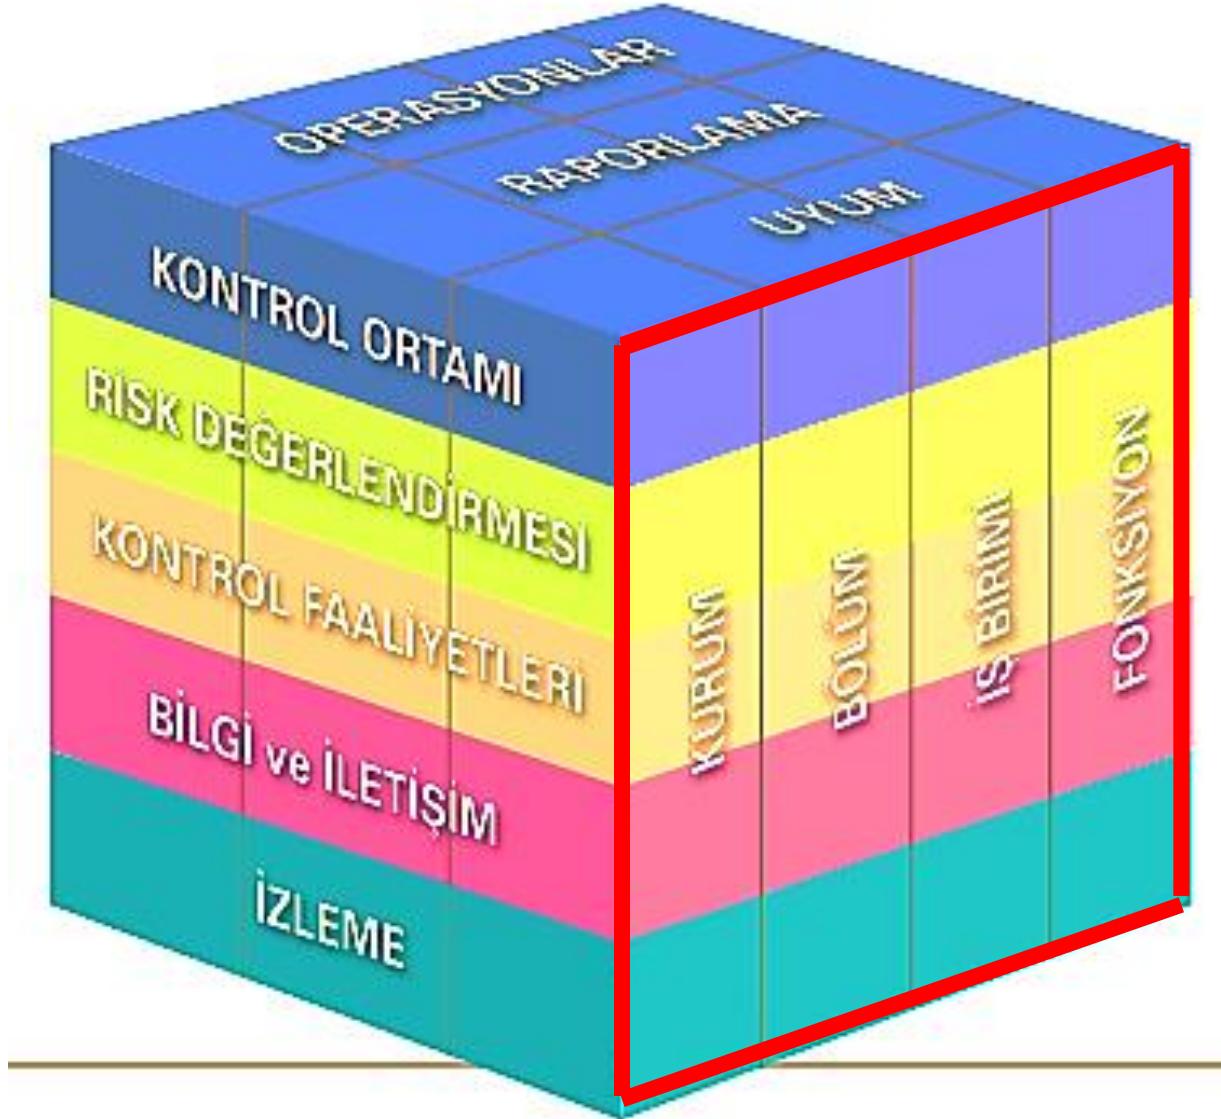 OPERASYONLAR
RAPORLAMA
UYUM
KONTROL ORTAMI
RİSK DEĞERLENDİRMESİ
KONTROL FAALİYETLERİ
BİLGİ ve İLETİŞİM
İZLEME
KURUM
BÖLÜM
İŞ BİRİMİ
FONKSİYON